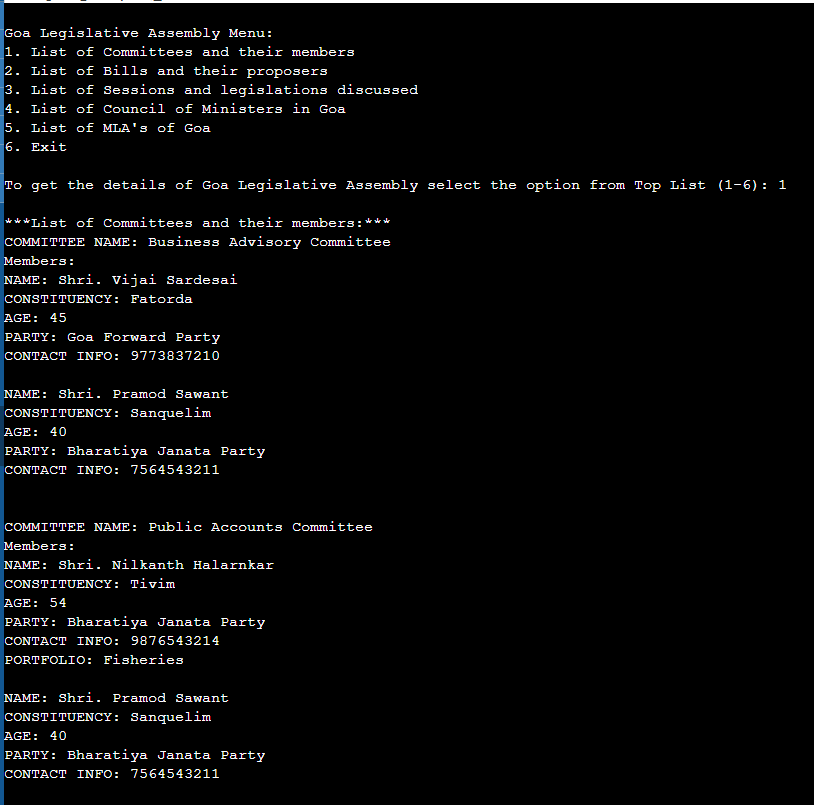 Goa Legislative Assembly Menu:
1. List of Committees and their members
2. List of Bills and their proposers
3. List of Sessions and legislations discussed
4. List of Council of Ministers in Goa
5. List of MLA's of Goa
6. Exit
To get the details of Goa Legislative Assembly select the option from Top List (1-6): 1
***List of Committees and their members:***
COMMITTEE NAME: Business Advisory Committee
Members:
NAME: Shri. Vijai Sardesai
CONSTITUENCY: Fatorda
AGE: 45
PARTY: Goa Forward Party
CONTACT INFO: 9773837210
NAME: Shri. Pramod Sawant
CONSTITUENCY: Sanquelim
AGE: 40
PARTY: Bharatiya Janata Party
CONTACT INFO: 7564543211
COMMITTEE NAME: Public Accounts Committee
Members:
NAME: Shri. Nilkanth Halarnkar
CONSTITUENCY: Tivim
AGE: 54
PARTY: Bharatiya Janata Party
CONTACT INFO: 9876543214
PORTFOLIO: Fisheries
NAME: Shri. Pramod Sawant
CONSTITUENCY: Sanquelim
AGE: 40
PARTY: Bharatiya Janata Party
CONTACT INFO: 7564543211